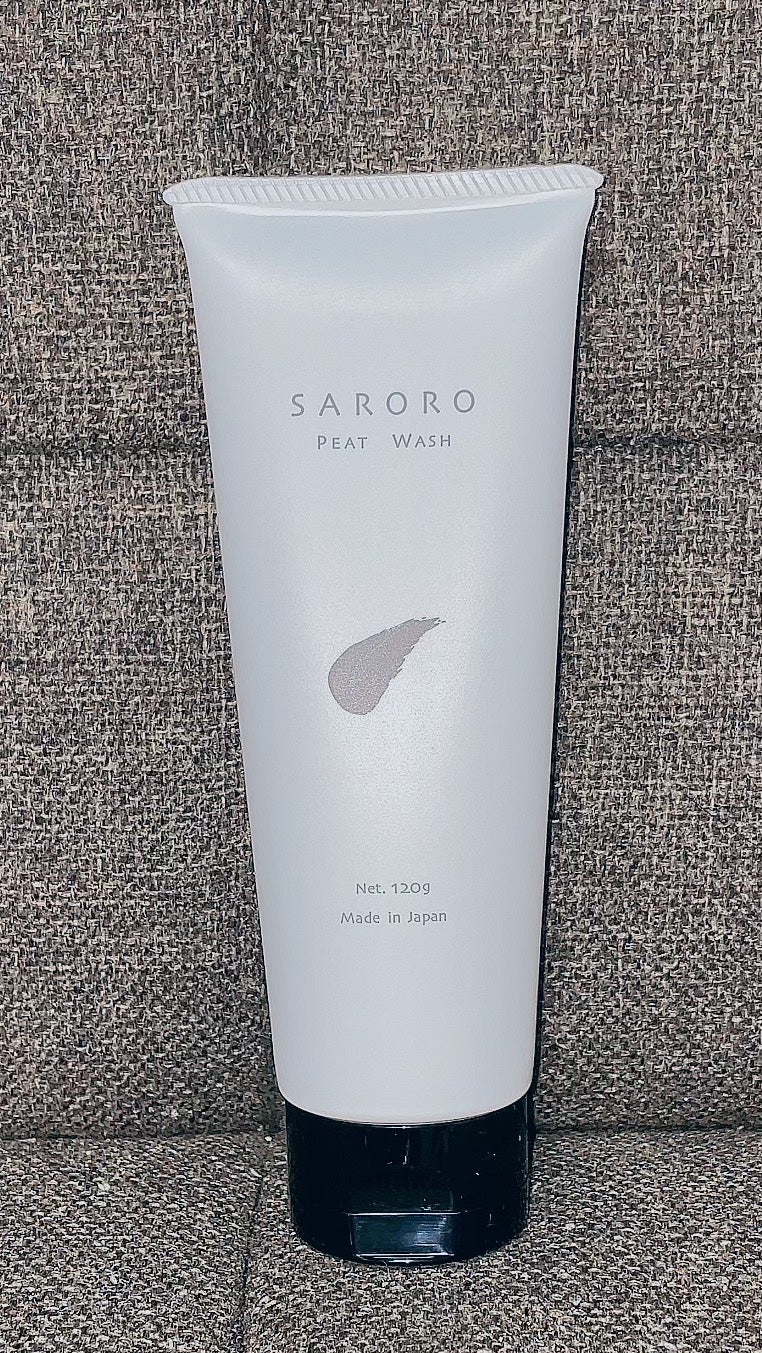 SARORO
PEAT WASH
Net. 120g
Made in Japan